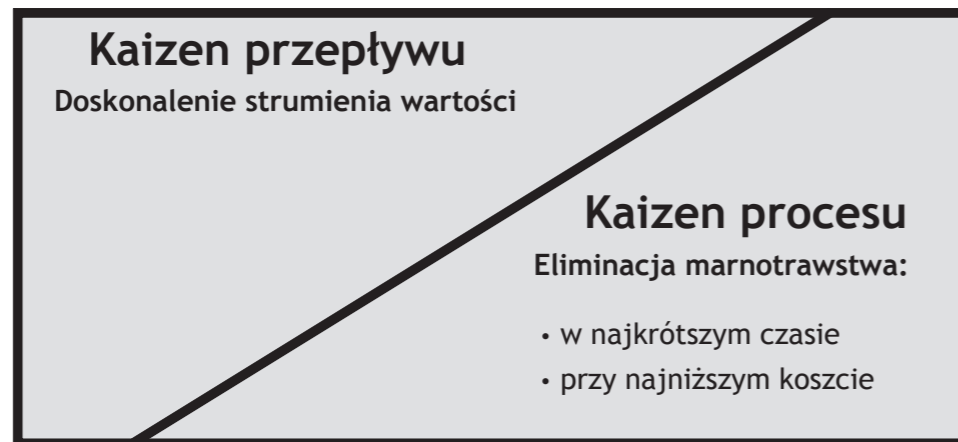 Kaizen przepływu
Doskonalenie strumienia wartości
Kaizen procesu
Eliminacja marnotrawstwa:
• w najkrótszym czasie
• przy najniższym koszcie